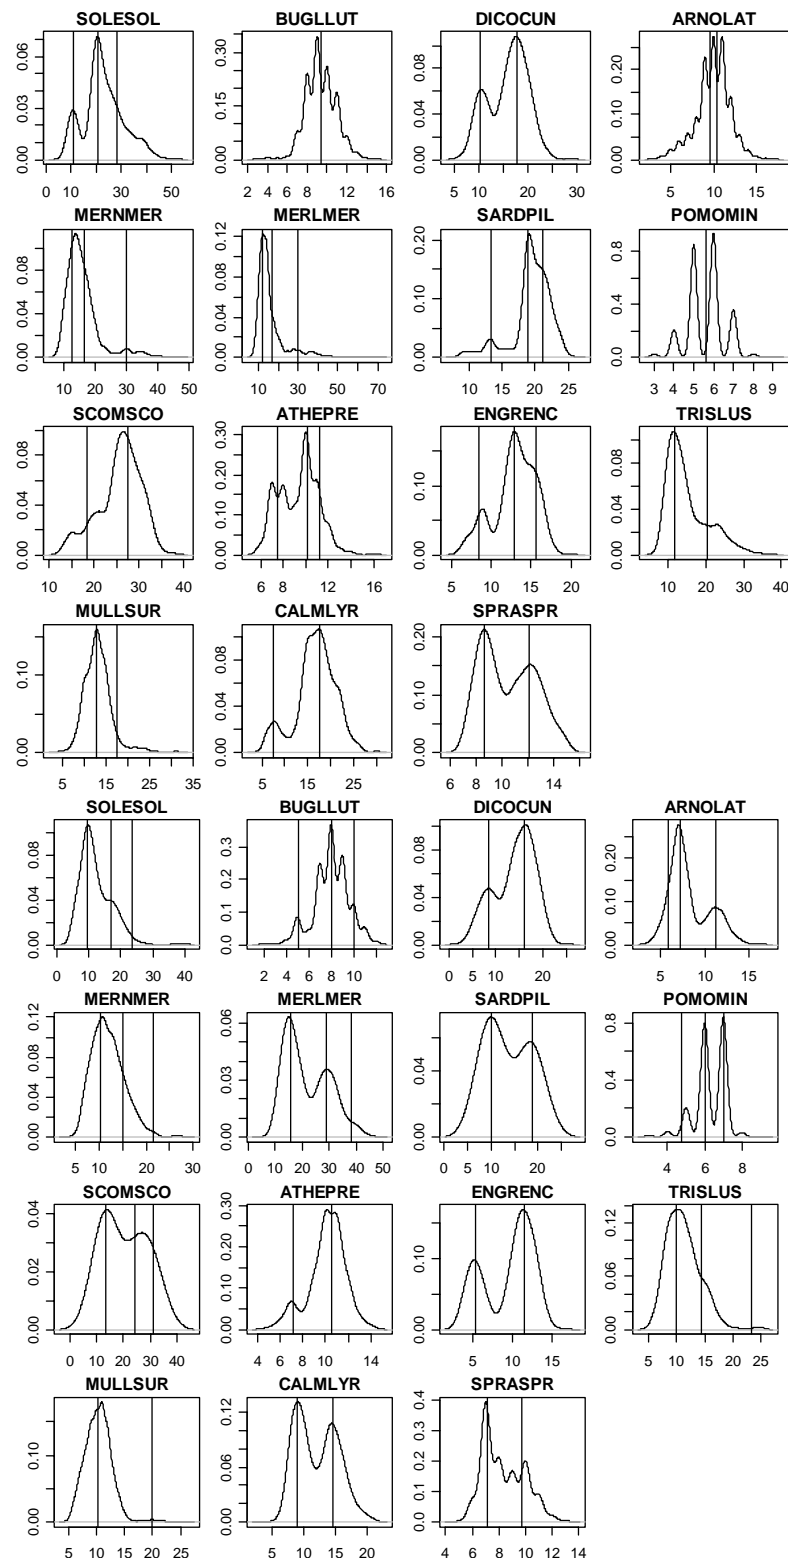 SOLESOL
0.00 0.03 0.06
0 10 30 50
BUGLLUT
0.00 0.15 0.30
2 4 6 8 12 16
DICOCUN
0.00 0.04 0.08
5 10 20 30
ARNOLAT
0.00 0.10 0.20
5 10 15
MERNMER
0.00 0.04 0.08
10 20 30 40 50
MERLMER
0.00 0.04 0.08 0.12
10 30 50 70
SARDPIL
0.00 0.10 0.20
10 15 20 25
POMOMIN
0.0 0.4 0.8
3 4 5 6 7 8 9
SCOMSCO
0.00 0.04 0.08
10 20 30 40
ATHEPRE
0.00 0.10 0.20 0.30
6 8 12 16
ENGRENC
0.00 0.10
5 10 15 20
TRISLUS
0.00 0.04 0.08
10 20 30 40
MULLSUR
0.00 0.10
5 15 25 35
CALMLYR
0.00 0.04 0.08
5 15 25
SPRASPR
0.00 0.10 0.20
6 8 10 14
SOLESOL
0.00 0.04 0.08
0 10 20 30 40
BUGLLUT
0.0 0.1 0.2 0.3
2 4 6 8 10
DICOCUN
0.00 0.04 0.08
0 5 10 20
ARNOLAT
0.00 0.10 0.20
5 10 15
MERNMER
0.00 0.04 0.08 0.12
5 10 20 30
MERLMER
0.00 0.03 0.06
0 10 20 30 40 50
SARDPIL
0.00 0.04
0 5 10 20
POMOMIN
0.0 0.4 0.8
4 6 8
SCOMSCO
0.00 0.02 0.04
0 10 20 30 40
ATHEPRE
0.00 0.10 0.20 0.30
4 6 8 10 14
ENGRENC
0.00 0.10
5 10 15
TRISLUS
0.00 0.06 0.12
5 10 15 20 25
MULLSUR
0.00 0.10
5 10 15 20 25
CALMLYR
0.00 0.06 0.12
5 10 15 20
SPRASPR
0.0 0.1 0.2 0.3 0.4
4 6 8 10 12 14